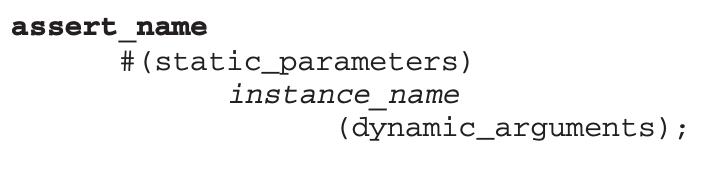 assert_name
#(static_parameters)
instance_name
(dynamic_arguments);